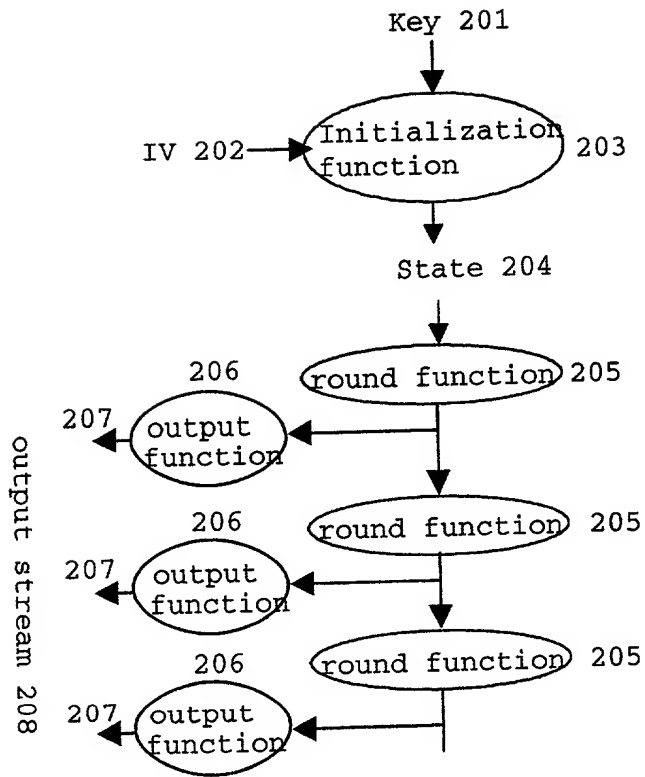 Key 201
IV 202
Initialization
function
203
State 204
round function 205
206
207
output
function
round function 205
206
207
output
function
round function 205
206
207
output
function
output stream 208